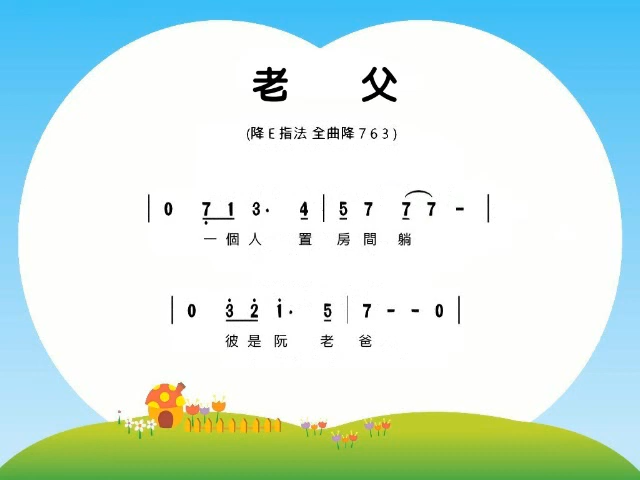 老 父
(降E指法 全曲降763)
| 0 7 1 3· 4 | 5 7 7 7 - |
一個人 置 房間 躺
| 0 3 2 1· 5 | 7 - - 0 |
彼是阮 老 爸